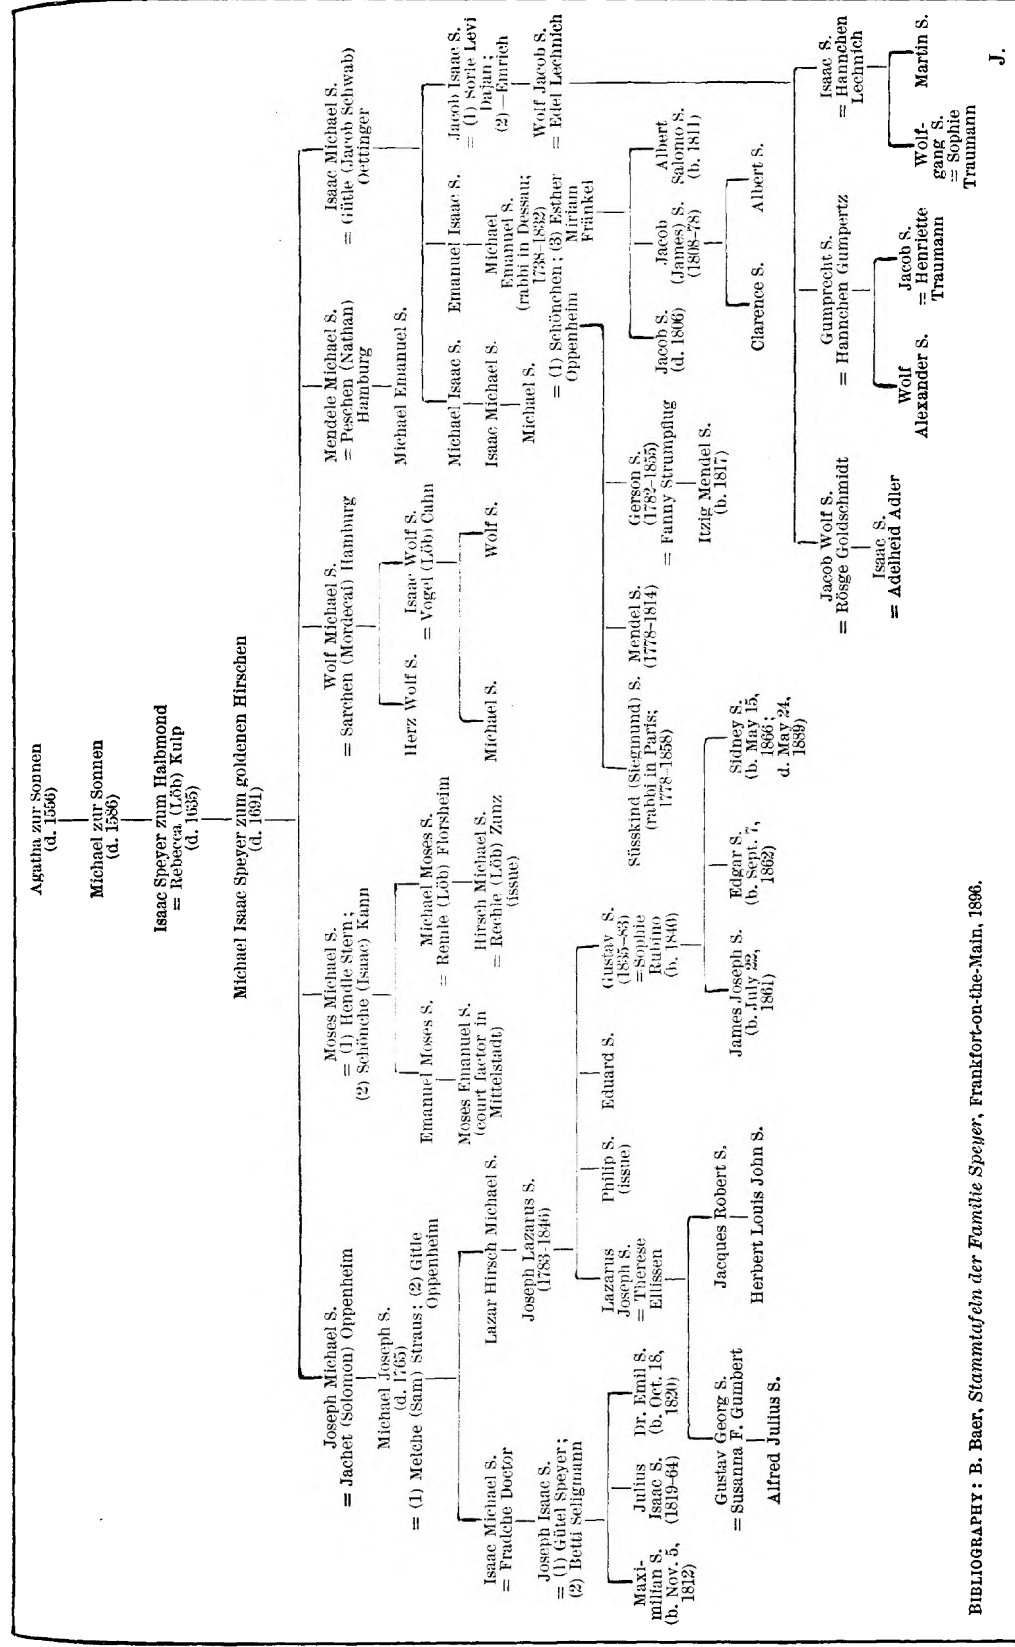 Agatha zur Sonnen
(d. 1556)
Michael zur Sonnen
(d. 1586)
Isaac Speyer zum Halbmond
= Rebecca (Löb) Kulp
(d. 1635)
Michael Isaac Speyer zum goldenen Hirschen
(d. 1691)
Joseph Michael S.
= Jachet (Solomon) Oppenheim
Moses Michael S.
= (1) Hendle Stern;
(2) Schönche (Isaac) Kann
Wolf Michael S.
= Sarchen (Mordecai) Hamburg
Mendele Michael S.
= Peschen (Nathan)
Hamburg
Isaac Michael S.
= Gütle (Jacob Schwab)
Oettinger
Michael Joseph S.
(d. 1765)
= (1) Melche (Sam) Straus; (2) Gitle
Oppenheim
Emanuel Moses S.
Michael Moses S.
= Remle (Löb) Florsheim
Herz Wolf S.
Isaac Wolf S.
= Vogel (Löb) Cahn
Michael Emanuel S.
Michael Isaac S.
Emanuel Isaac S.
Jacob Isaac S.
= (1) Sorle Levi
Dajan;
(2) — Emrich
Moses Emanuel S.
(court factor in
Mittelstadt)
Hirsch Michael S.
= Rechle (Löb) Zunz
(issue)
Michael S.
Wolf S.
Isaac Michael S.
Michael S.
Michael
Emanuel S.
(rabbi in Dessau;
1738-1832)
= (1) Schönchen; (3) Esther
Oppenheim
Miriam
Fränkel
Wolf Jacob S.
= Edel Lechnich
Isaac Michael S.
= Fradche Doctor
Lazar Hirsch Michael S.
Joseph Isaac S.
= (1) Gütel Speyer;
(2) Betti Seligmann
Joseph Lazarus S.
(1783-1846)
Maxi-
milian S.
(b. Nov. 5,
1812)
Julius
Isaac S.
(1819-64)
Dr. Emil S.
(b. Oct. 18,
1820)
Lazarus
Joseph S.
= Therese
Ellissen
Philip S.
(issue)
Eduard S.
Gustav S.
(1835-83)
= Sophie
Rubino
(b. 1840)
Süsskind (Siegmund) S.
(rabbi in Paris;
1778-1858)
Mendel S.
(1778-1814)
Gerson S.
(1782-1855)
= Fanny Strumpflug
Itzig Mendel S.
(b. 1817)
Jacob S.
(d. 1806)
Jacob
(James) S.
(1808-78)
Albert
Salomo S.
(b. 1811)
Gustav Georg S.
= Susanna F. Gumbert
Alfred Julius S.
Jacques Robert S.
Herbert Louis John S.
James Joseph S.
(b. July 22,
1861)
Edgar S.
(b. Sept. 7,
1862)
Sidney S.
(b. May 15,
1866;
d. May 24,
1889)
Clarence S.
Albert S.
Jacob Wolf S.
= Rösge Goldschmidt
Isaac S.
= Adelheid Adler
Gumprecht S.
= Hannchen Gumpertz
Isaac S.
= Hannchen
Lechnich
Wolf
Alexander S.
Jacob S.
= Henriette
Traumann
Wolf-
gang S.
= Sophie
Traumann
Martin S.
BIBLIOGRAPHY: B. Baer, Stammtafeln der Familie Speyer, Frankfort-on-the-Main, 1896.
J.